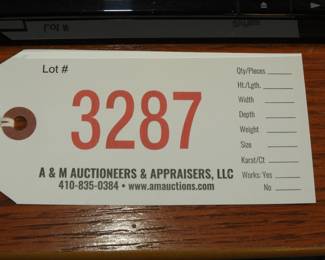 Lot #
3287
A & M AUCTIONEERS & APPRAISERS, LLC
410-835-0384 • www.amauctions.com
Qty/Pieces
Ht./Lgth.
Width
Depth
Weight
Size
Karat/Ct
Works: Yes
No